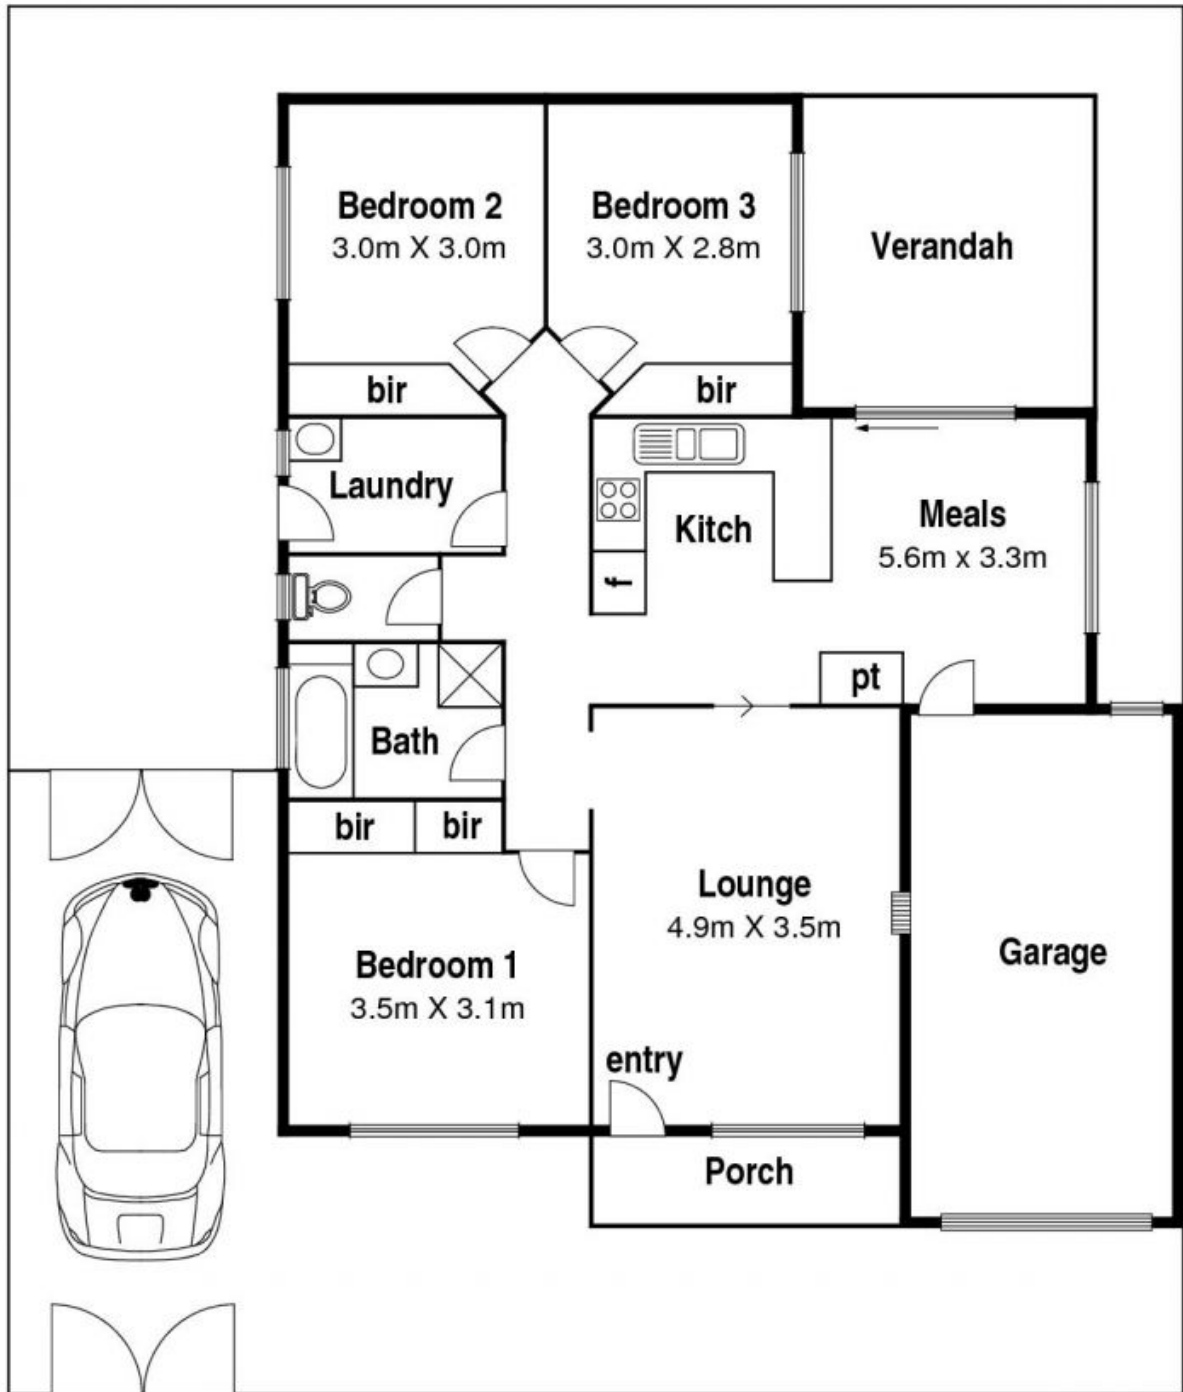 Bedroom 2
3.0m X 3.0m
Bedroom 3
3.0m X 2.8m
Verandah
bir
bir
Laundry
Kitch
Meals
5.6m x 3.3m
f
pt
Bath
bir
bir
Lounge
4.9m X 3.5m
Garage
Bedroom 1
3.5m X 3.1m
entry
Porch